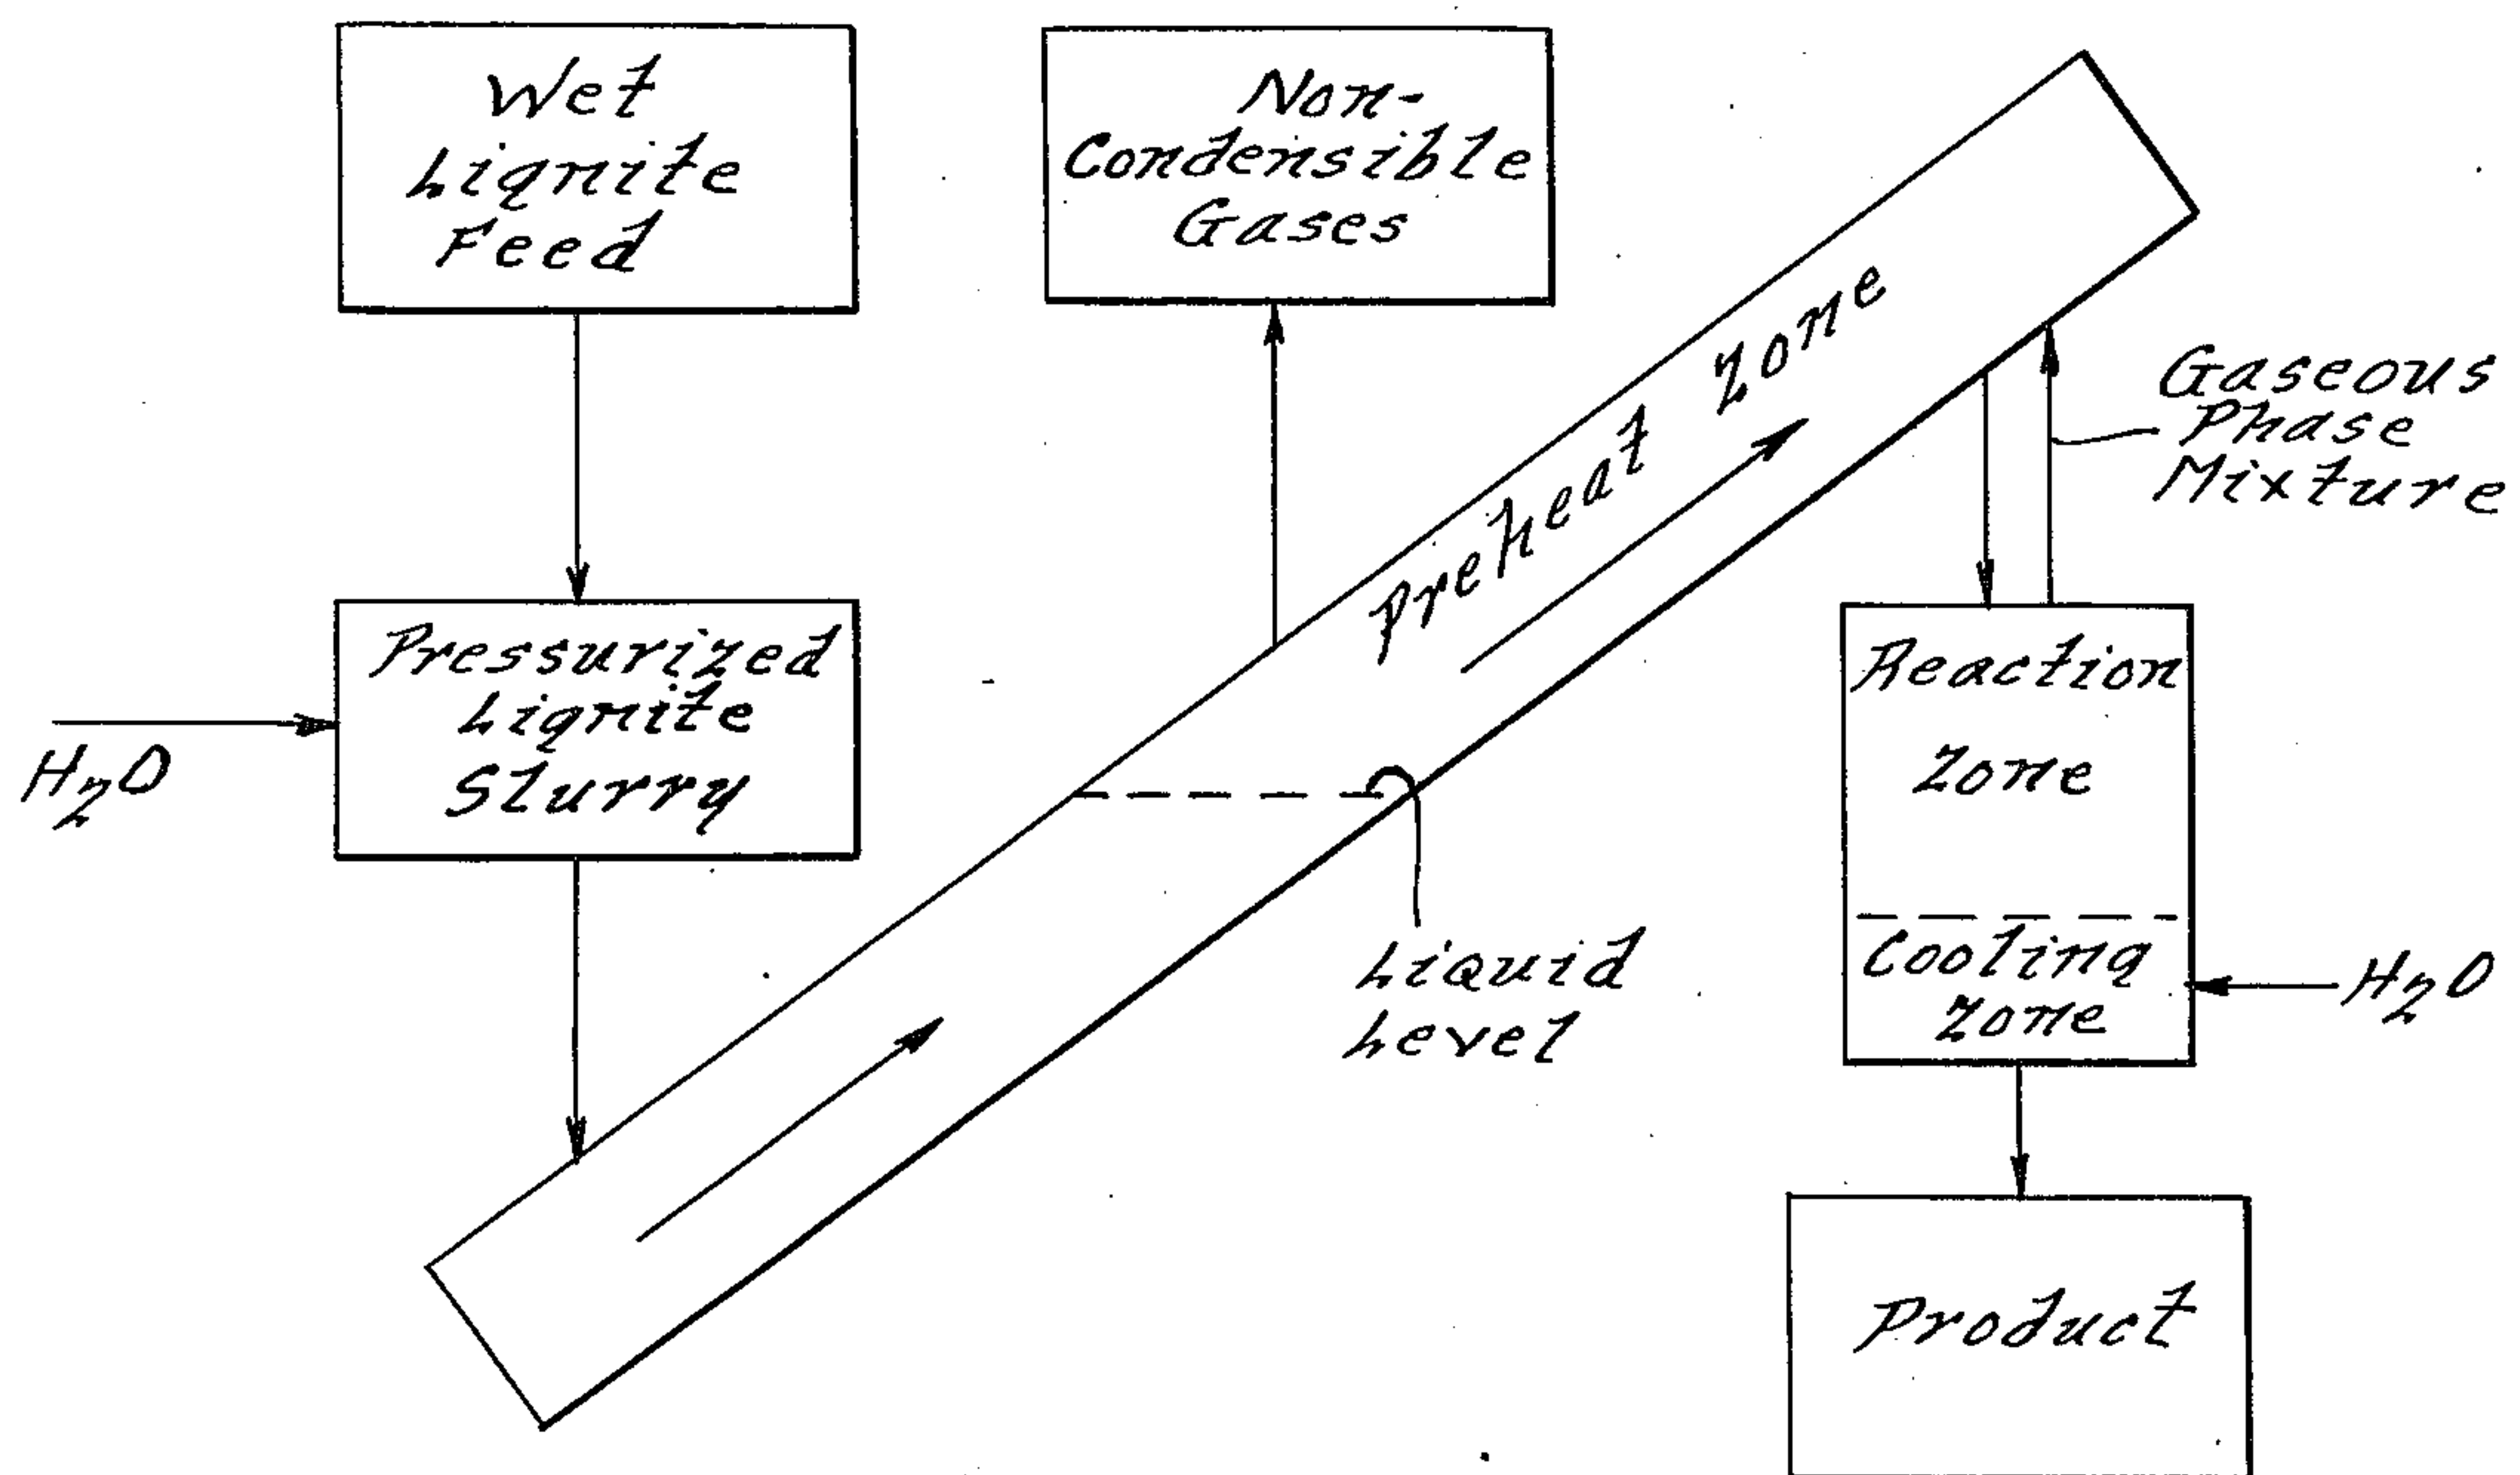 Wet
Lignite
Feed
Non-
Condensible
Gases
Preheat Zone
Gaseous
Phase
Mixture
Pressurized
Lignite
Slurry
H2O
Reaction
Zone
Liquid
Level
Cooling
Zone
H2O
Product